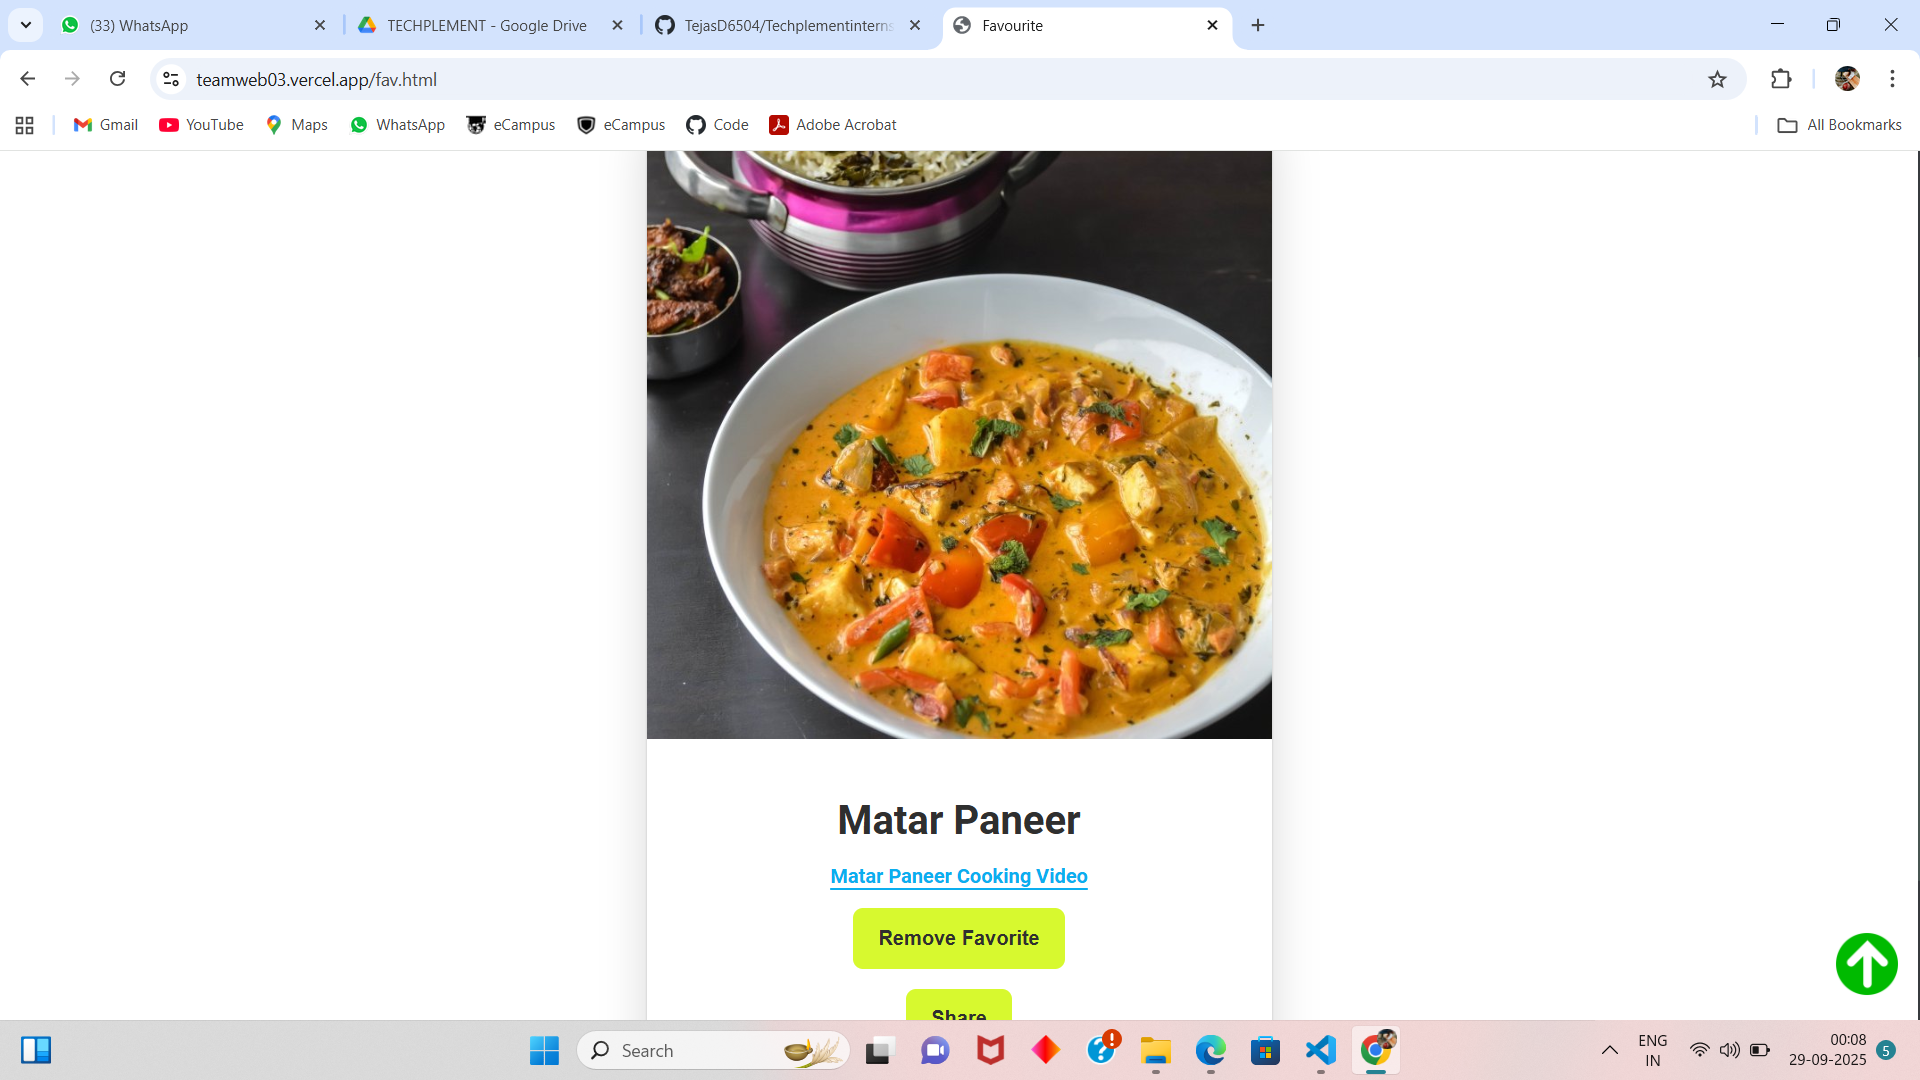 (33) WhatsApp
TECHPLEMENT - Google Drive
TejasD6504/Techplementinterns
Favourite
teamweb03.vercel.app/fav.html
Gmail
YouTube
Maps
WhatsApp
eCampus
eCampus
Code
Adobe Acrobat
All Bookmarks
Matar Paneer
Matar Paneer Cooking Video
Remove Favorite
Share
Search
ENG
IN
00:08
29-09-2025
5